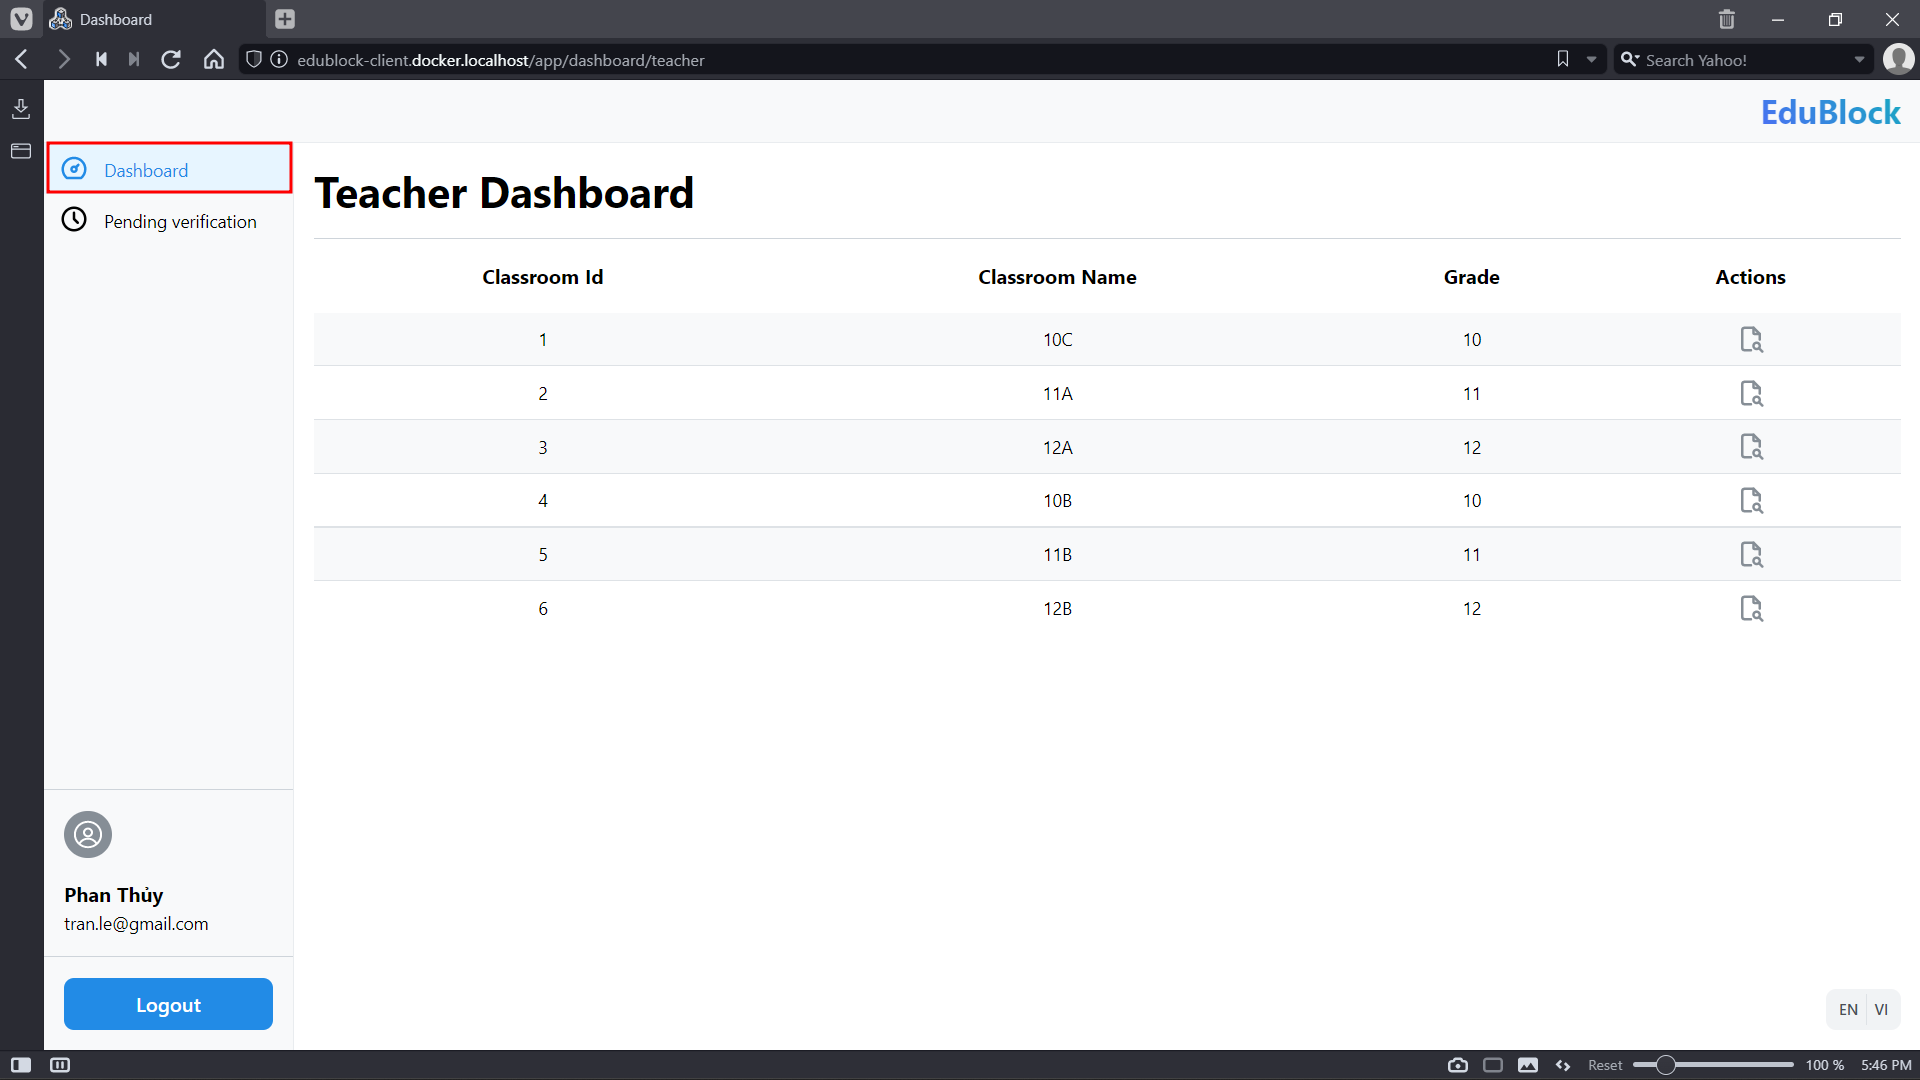 Dashboard
edublock-client.docker.localhost/app/dashboard/teacher
Search Yahoo!
EduBlock
Dashboard
Pending verification
Teacher Dashboard
Classroom Id Classroom Name Grade Actions
1 10C 10
2 11A 11
3 12A 12
4 10B 10
5 11B 11
6 12B 12
Phan Thủy
tran.le@gmail.com
Logout
EN VI
Reset 100 % 5:46 PM